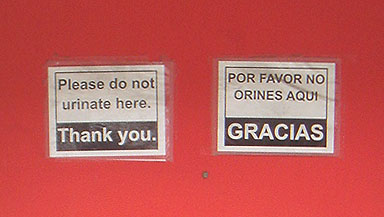 Please do not
urinate here.
Thank you.
POR FAVOR NO
ORINES AQUI
GRACIAS